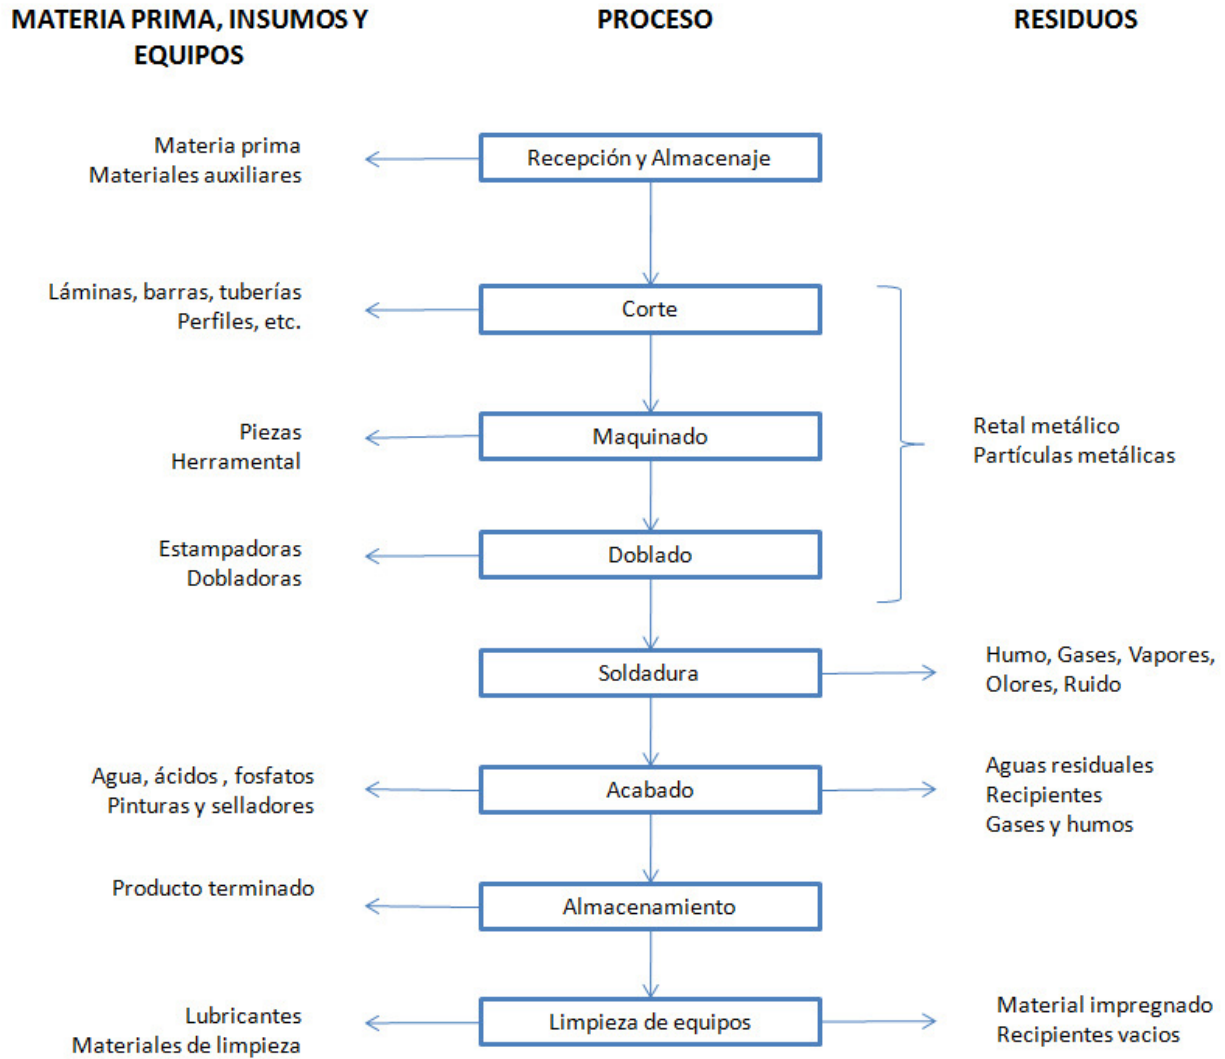 MATERIA PRIMA, INSUMOS Y
EQUIPOS
PROCESO
RESIDUOS
Materia prima
Materiales auxiliares
Recepción y Almacenaje
Láminas, barras, tuberías
Perfiles, etc.
Corte
Piezas
Herramental
Maquinado
Retal metálico
Partículas metálicas
Estampadoras
Dobladoras
Doblado
Soldadura
Humo, Gases, Vapores,
Olores, Ruido
Agua, ácidos , fosfatos
Pinturas y selladores
Acabado
Aguas residuales
Recipientes
Gases y humos
Producto terminado
Almacenamiento
Lubricantes
Materiales de limpieza
Limpieza de equipos
Material impregnado
Recipientes vacios